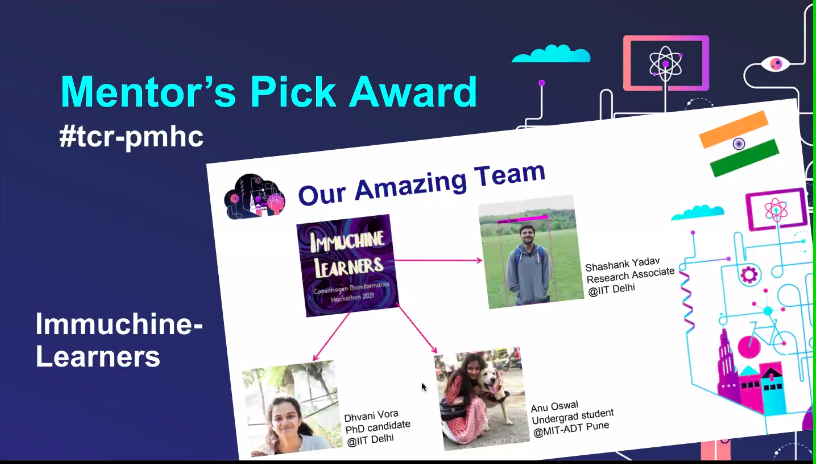 Mentor's Pick Award
#tcr-pmhc
Our Amazing Team
IMMUCHINE
LEARNERS
Copenhagen Bioinformatics
Hackathon 2021
Shashank Yadav
Research Associate
@IIT Delhi
Immuchine-
Learners
Dhvani Vora
PhD candidate
@IIT Delhi
Anu Oswal
Undergrad student
@MIT-ADT Pune